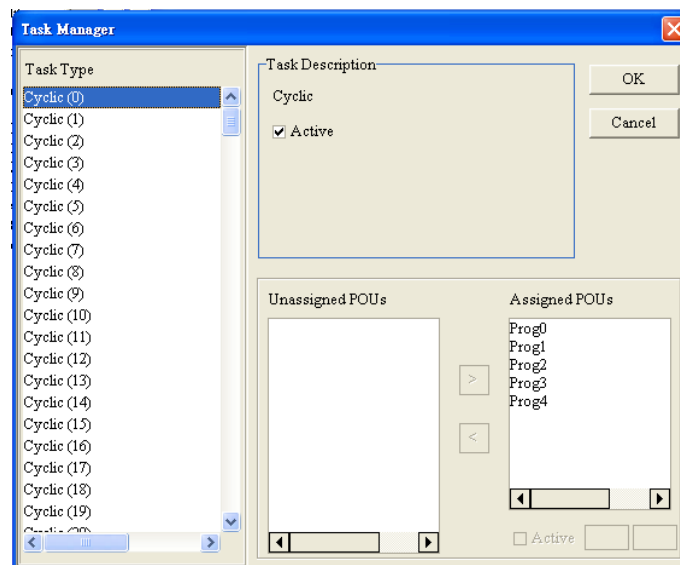 Task Manager
Task Type
Cyclic (0)
Cyclic (1)
Cyclic (2)
Cyclic (3)
Cyclic (4)
Cyclic (5)
Cyclic (6)
Cyclic (7)
Cyclic (8)
Cyclic (9)
Cyclic (10)
Cyclic (11)
Cyclic (12)
Cyclic (13)
Cyclic (14)
Cyclic (15)
Cyclic (16)
Cyclic (17)
Cyclic (18)
Cyclic (19)
Cyclic (20)
Task Description
Cyclic
Active
OK
Cancel
Unassigned POUs
>
<
Assigned POUs
Prog0
Prog1
Prog2
Prog3
Prog4
Active